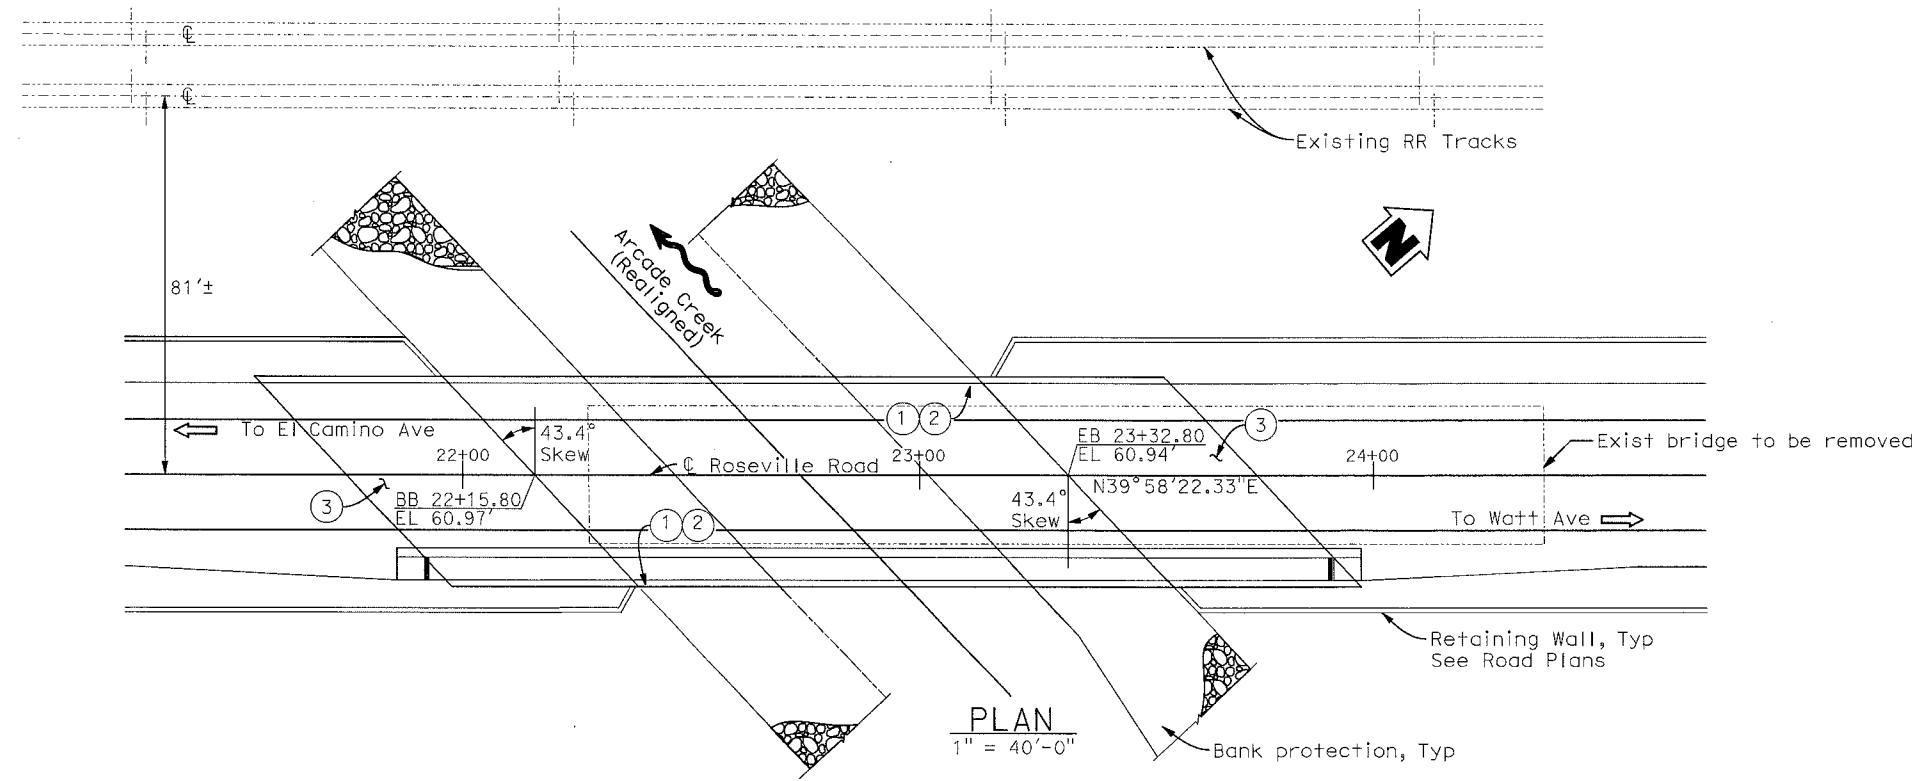 ℄
℄
Existing RR Tracks
81'±
Arcade Creek
(Realigned)
N
1 2
3
To El Camino Ave
43.4°
Skew
22+00
℄ Roseville Road
23+00
EB 23+32.80
EL 60.94'
24+00
Exist bridge to be removed
3
BB 22+15.80
EL 60.97'
N39°58'22.33"E
43.4°
Skew
1 2
To Watt Ave
Retaining Wall, Typ
See Road Plans
PLAN
1" = 40'-0"
Bank protection, Typ